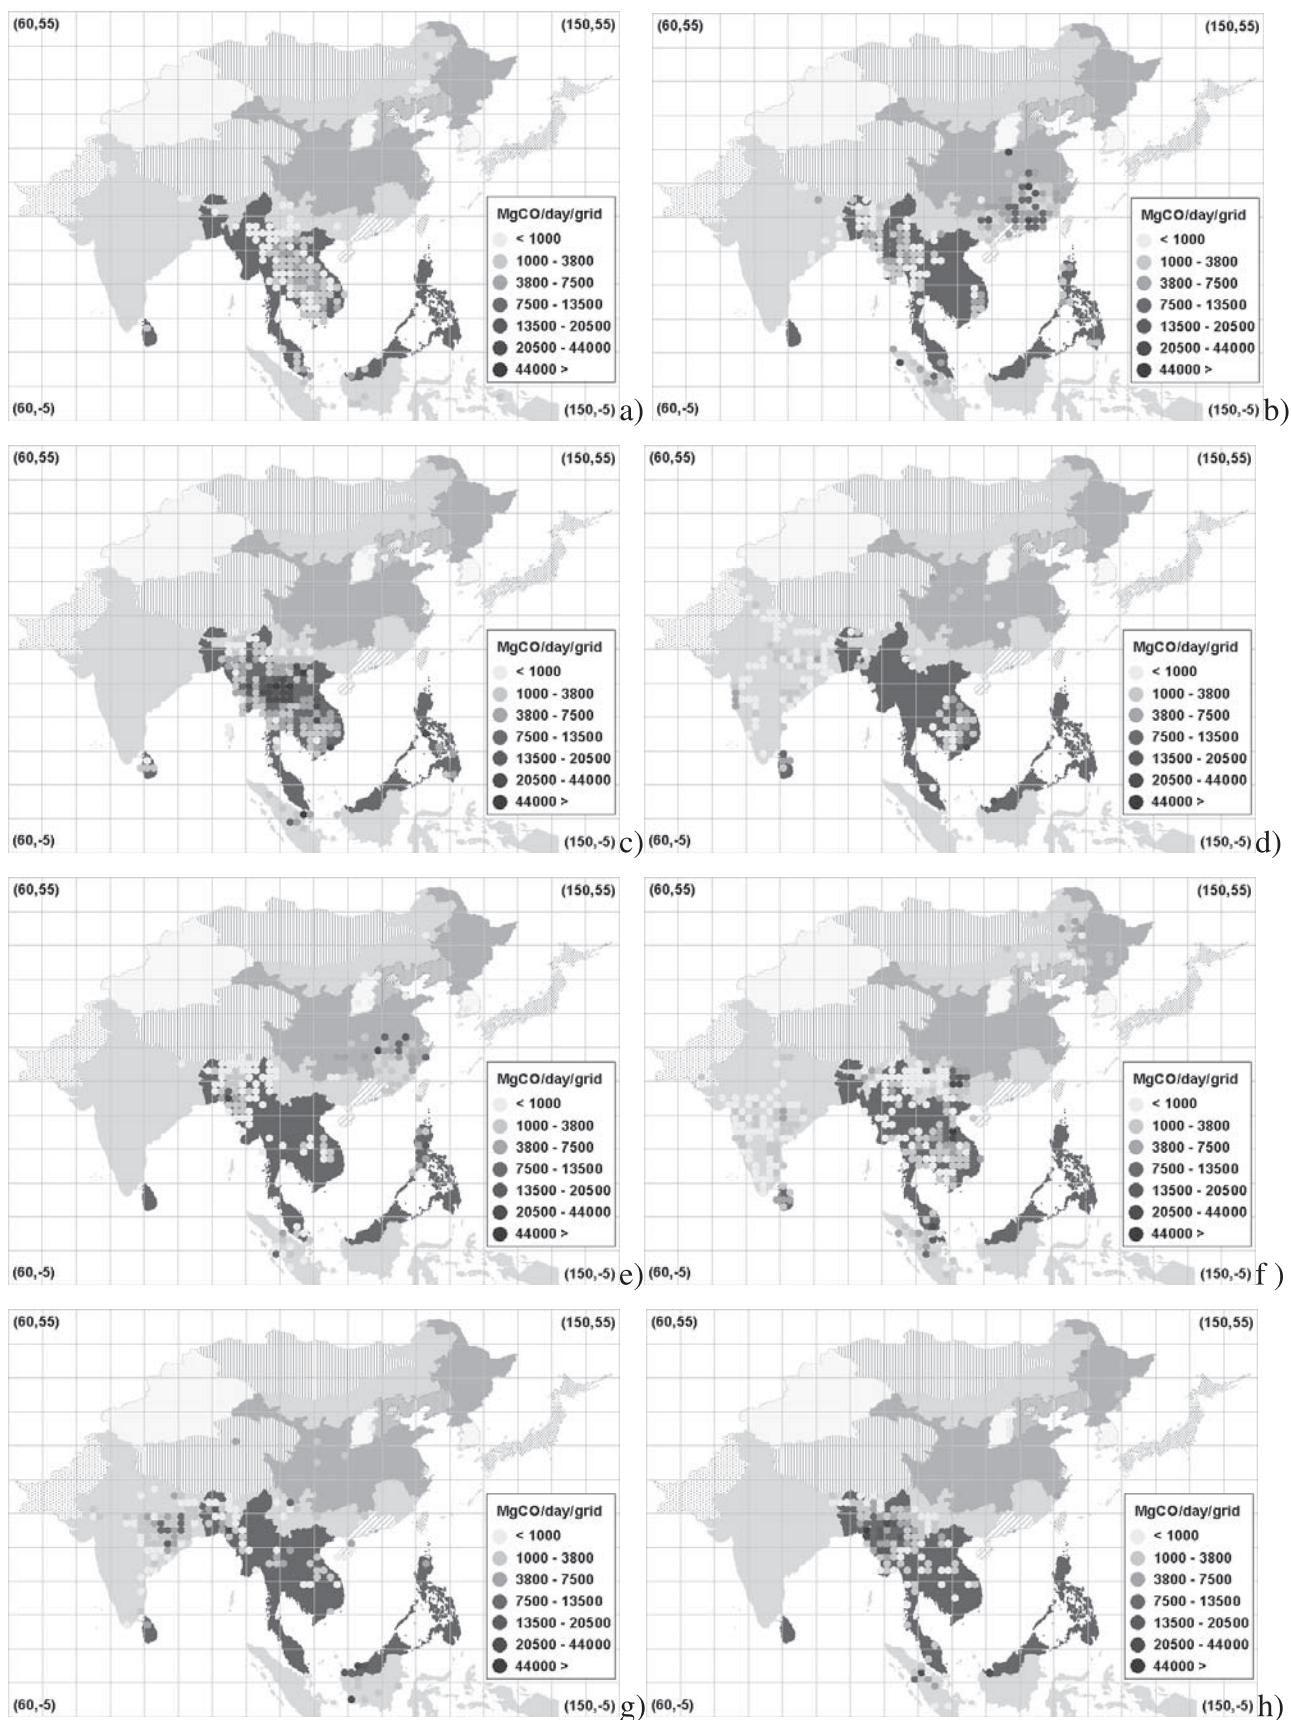 (60,55) (150,55)
MgCO/day/grid
< 1000
1000 - 3800
3800 - 7500
7500 - 13500
13500 - 20500
20500 - 44000
44000 >
(60,-5) (150,-5) a)
(60,55) (150,55)
MgCO/day/grid
< 1000
1000 - 3800
3800 - 7500
7500 - 13500
13500 - 20500
20500 - 44000
44000 >
(60,-5) (150,-5) b)
(60,55) (150,55)
MgCO/day/grid
< 1000
1000 - 3800
3800 - 7500
7500 - 13500
13500 - 20500
20500 - 44000
44000 >
(60,-5) (150,-5) c)
(60,55) (150,55)
MgCO/day/grid
< 1000
1000 - 3800
3800 - 7500
7500 - 13500
13500 - 20500
20500 - 44000
44000 >
(60,-5) (150,-5) d)
(60,55) (150,55)
MgCO/day/grid
< 1000
1000 - 3800
3800 - 7500
7500 - 13500
13500 - 20500
20500 - 44000
44000 >
(60,-5) (150,-5) e)
(60,55) (150,55)
MgCO/day/grid
< 1000
1000 - 3800
3800 - 7500
7500 - 13500
13500 - 20500
20500 - 44000
44000 >
(60,-5) (150,-5) f )
(60,55) (150,55)
MgCO/day/grid
< 1000
1000 - 3800
3800 - 7500
7500 - 13500
13500 - 20500
20500 - 44000
44000 >
(60,-5) (150,-5) g)
(60,55) (150,55)
MgCO/day/grid
< 1000
1000 - 3800
3800 - 7500
7500 - 13500
13500 - 20500
20500 - 44000
44000 >
(60,-5) (150,-5) h)